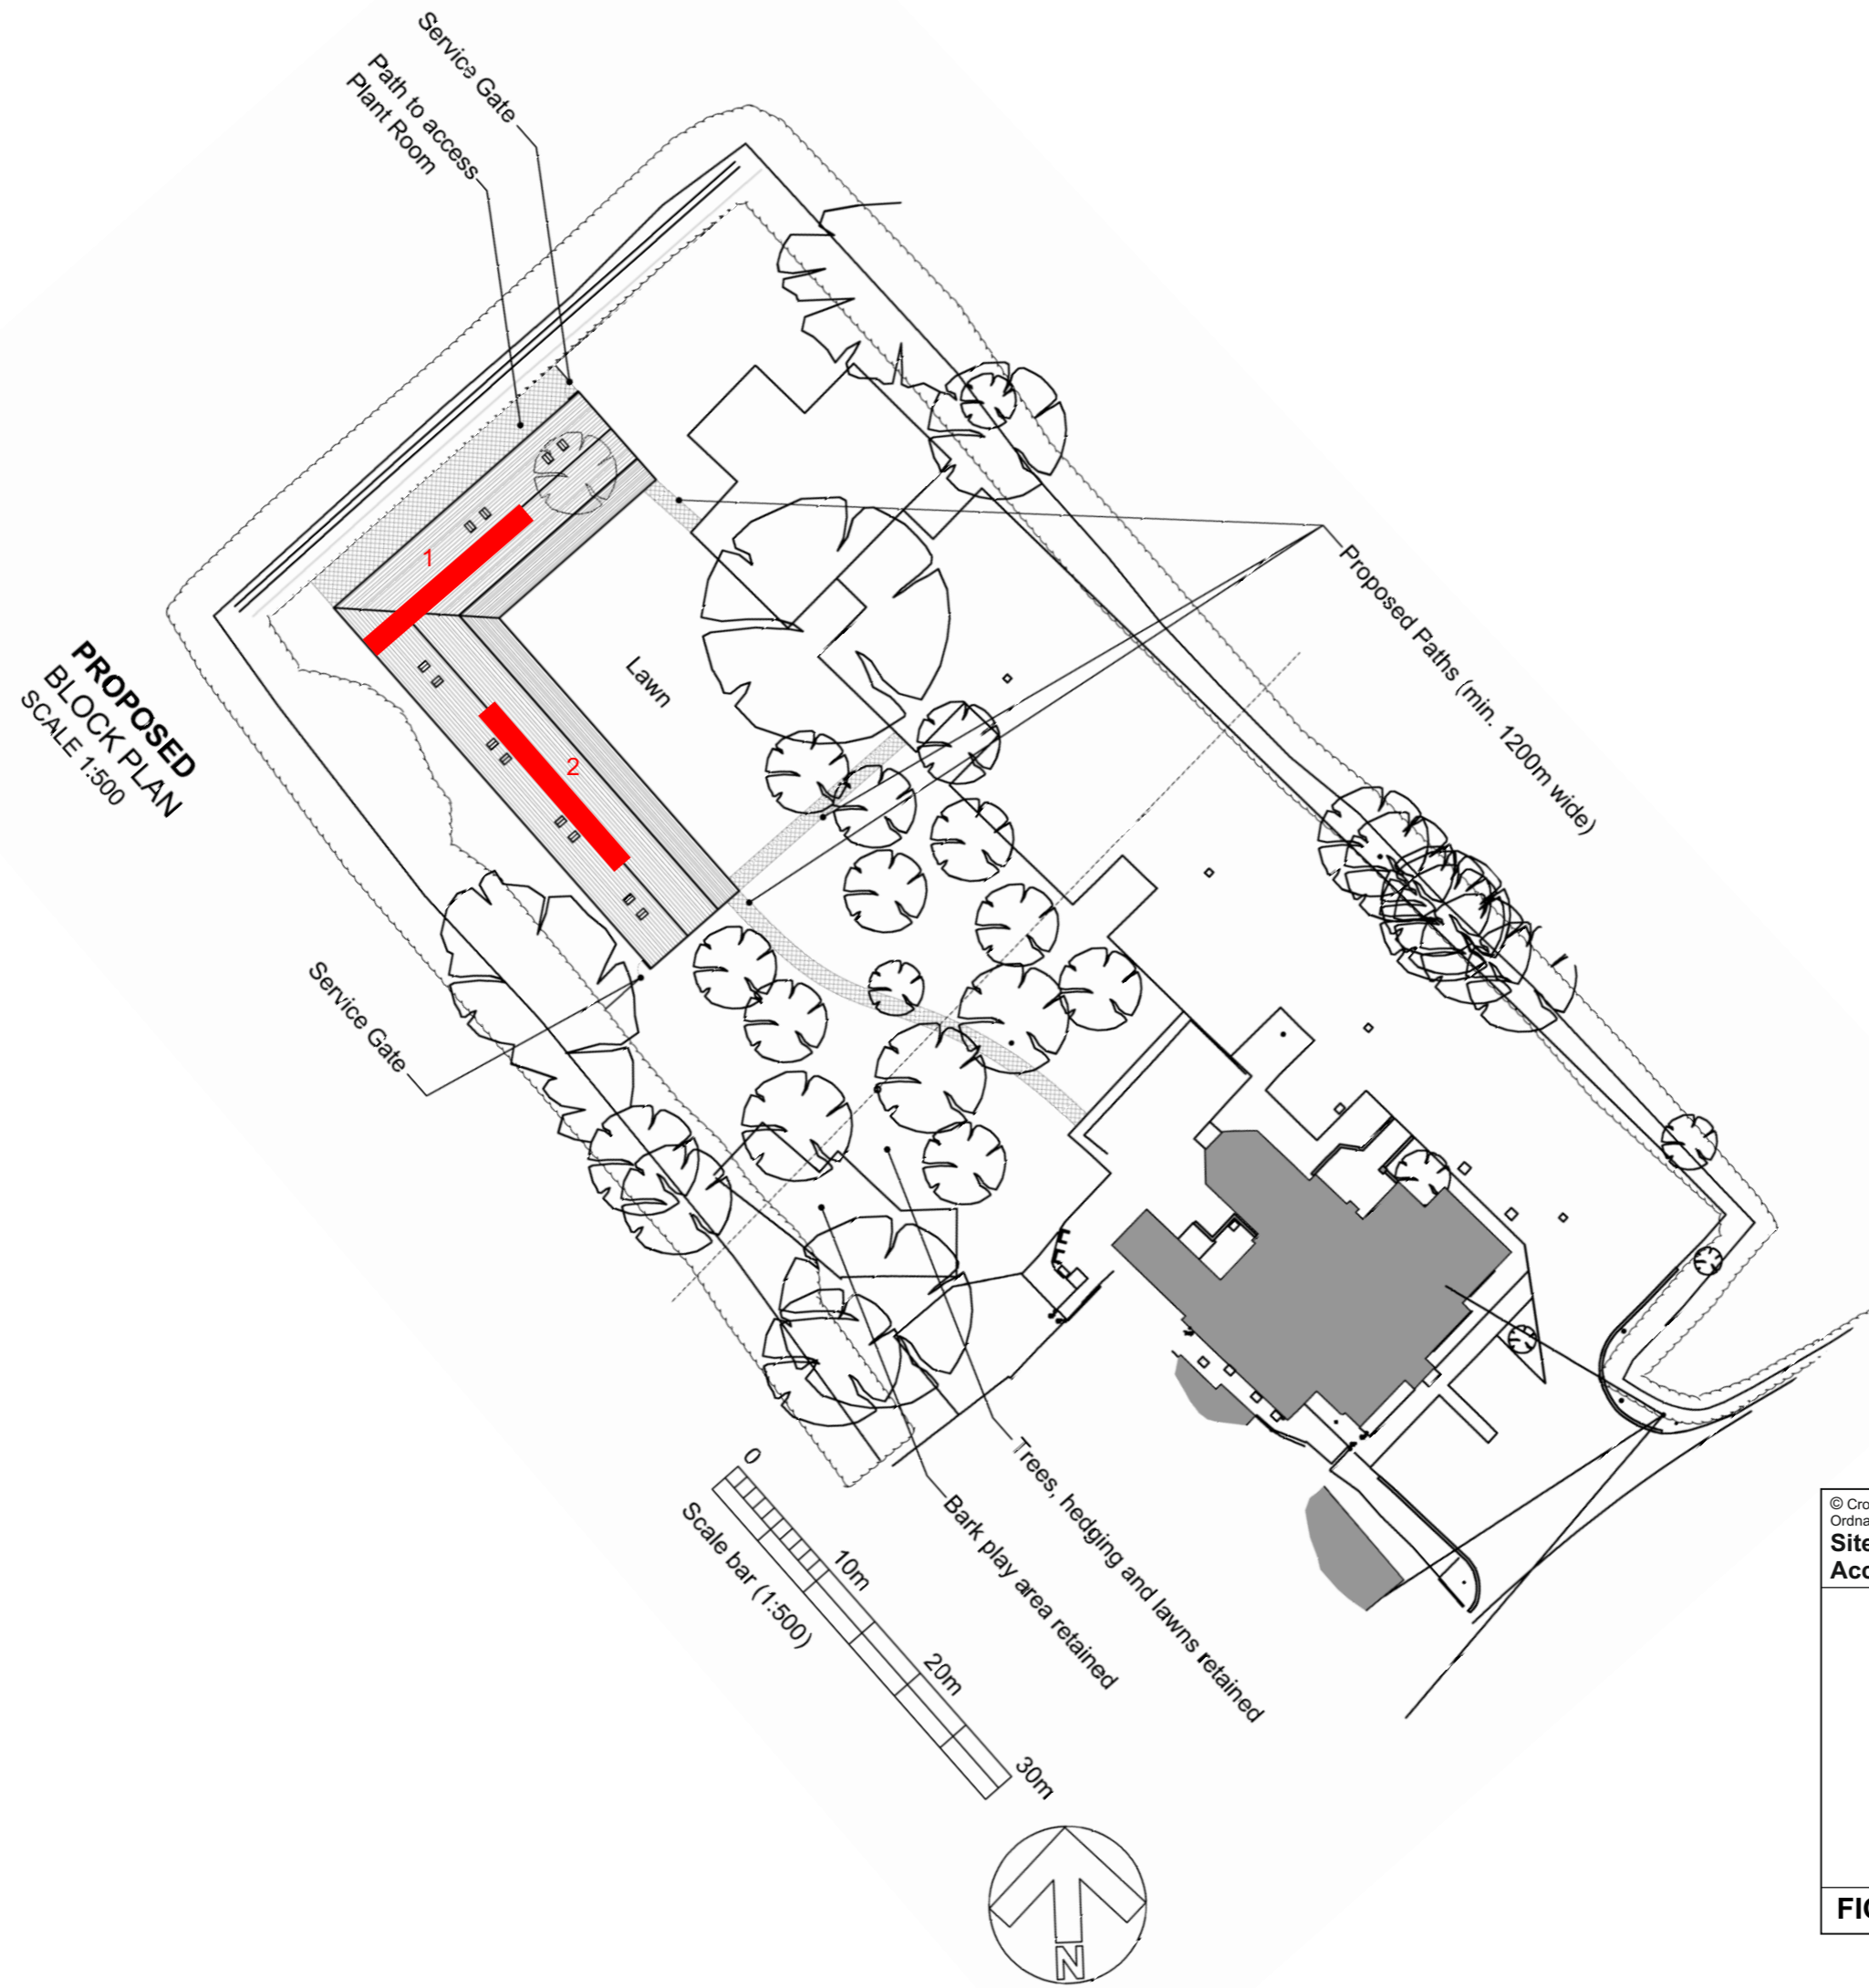 Service Gate
Path to access
Plant Room
1
Proposed Paths (min. 1200m wide)
PROPOSED
BLOCK PLAN
SCALE 1:500
Lawn
2
Service Gate
0
10m
20m
30m
Scale bar (1:500)
Trees, hedging and lawns retained
Bark play area retained
N
© Cro
Ordna
Site
Acc
FIG